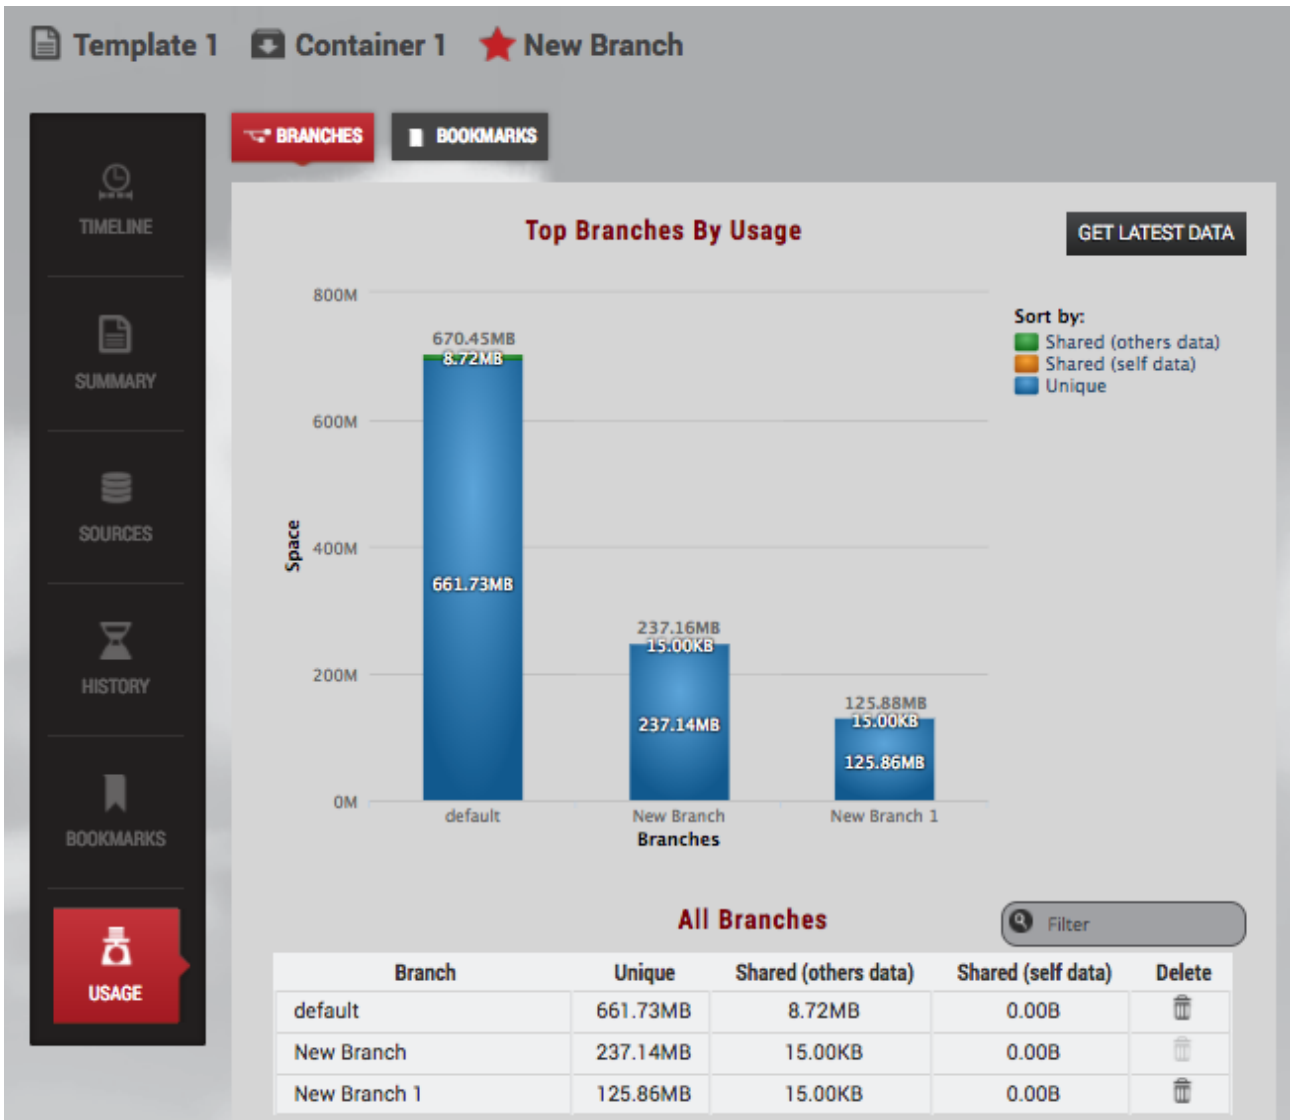 Template 1 Container 1 New Branch
BRANCHES BOOKMARKS
TIMELINE
SUMMARY
SOURCES
HISTORY
BOOKMARKS
USAGE
Top Branches By Usage
GET LATEST DATA
800M
600M
400M
200M
0M
Space
670.45MB
8.72MB
661.73MB
237.16MB
15.00KB
237.14MB
125.88MB
15.00KB
125.86MB
default New Branch New Branch 1
Branches
Sort by:
Shared (others data)
Shared (self data)
Unique
All Branches
Filter
Branch Unique Shared (others data) Shared (self data) Delete
default 661.73MB 8.72MB 0.00B
New Branch 237.14MB 15.00KB 0.00B
New Branch 1 125.86MB 15.00KB 0.00B